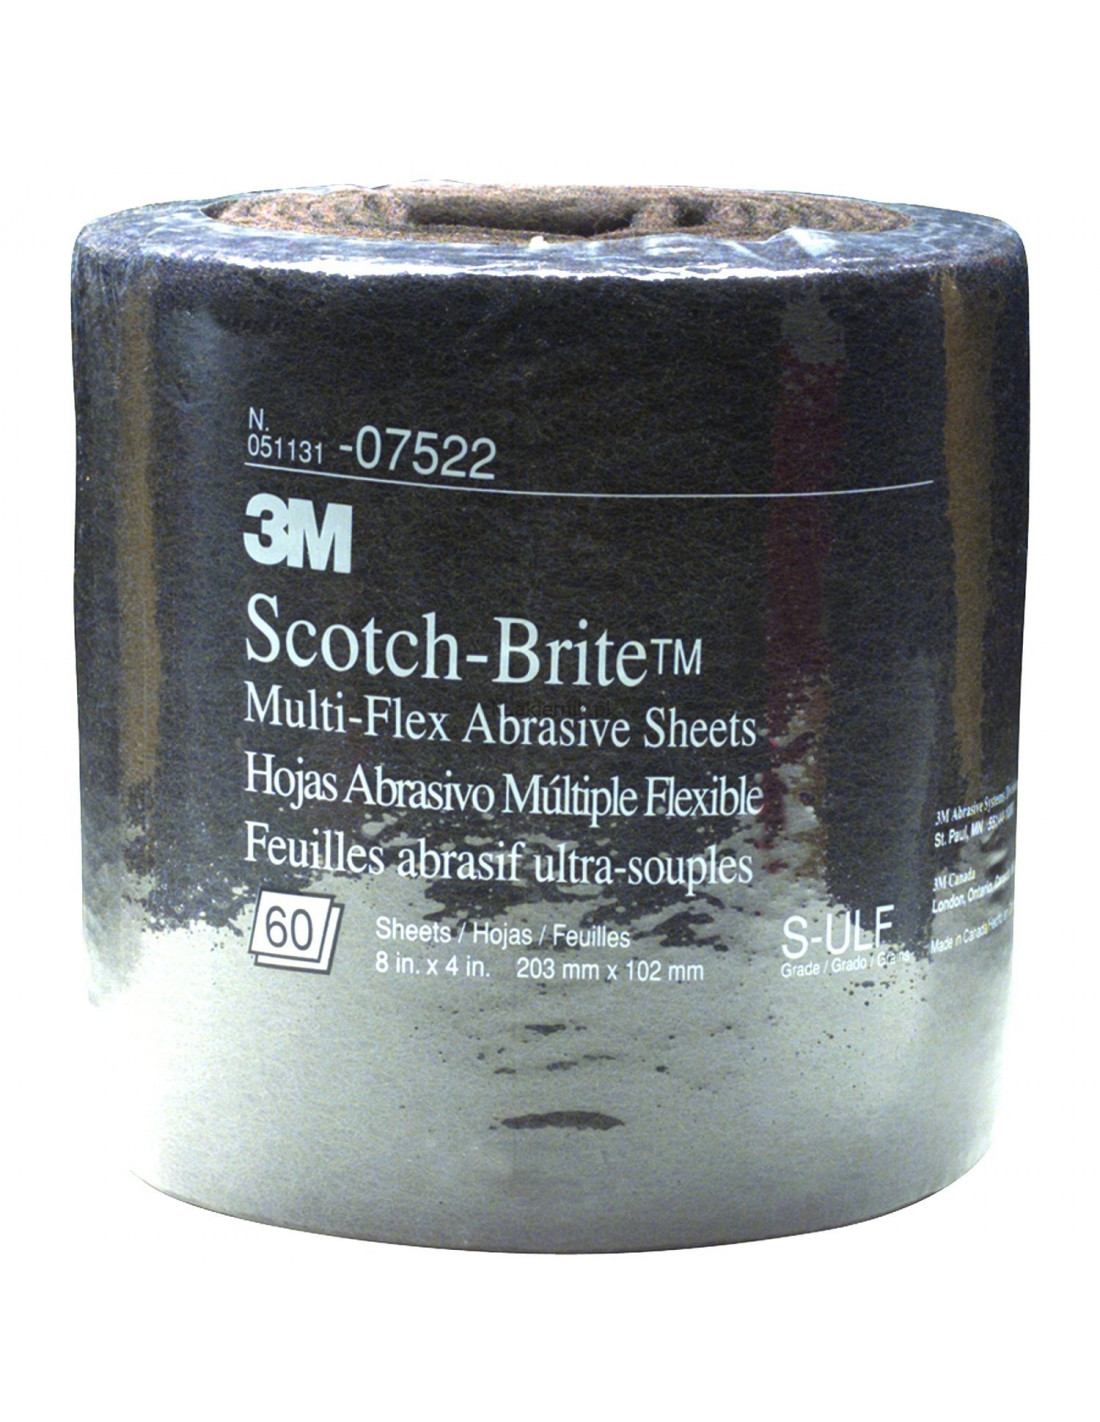 N.
051131 -07522
3M
Scotch-Brite™
Multi-Flex Abrasive Sheets
Hojas Abrasivo Múltiple Flexible
Feuilles abrasif ultra-souples
60
Sheets / Hojas / Feuilles
8 in. x 4 in. 203 mm x 102 mm
S-ULF
Grade / Grado / Grains
3M Abrasive Systems
St. Paul, MN
3M Canada
London, Ontario,
Made in Canada